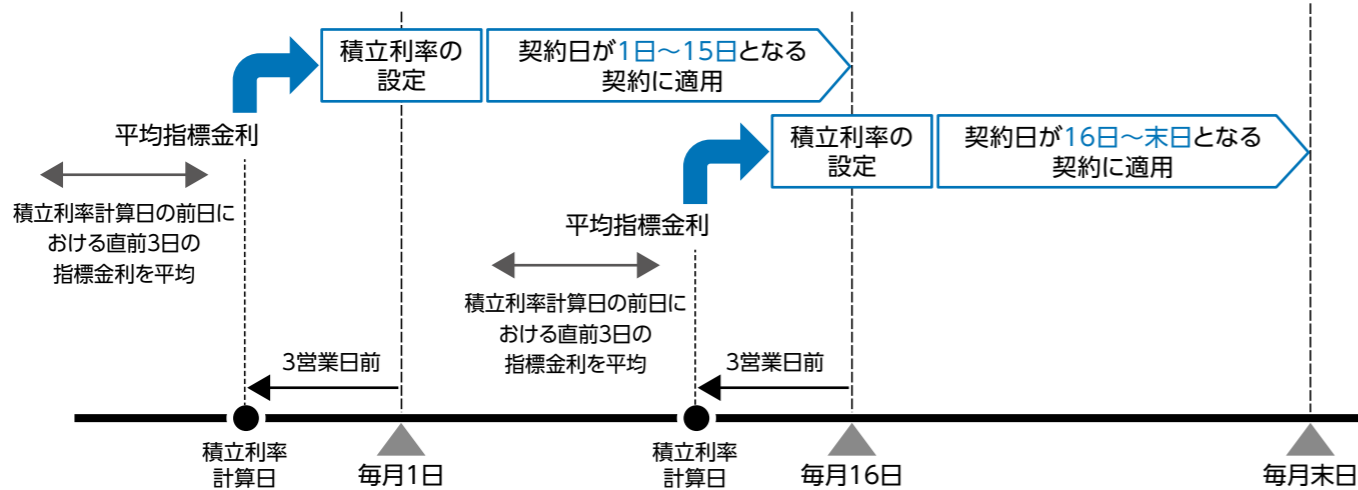 積立利率の
設定
契約日が1日～15日となる
契約に適用
平均指標金利
積立利率計算日の前日に
おける直前3日の
指標金利を平均
3営業日前
積立利率
計算日
毎月1日
積立利率の
設定
契約日が16日～末日となる
契約に適用
平均指標金利
積立利率計算日の前日に
おける直前3日の
指標金利を平均
3営業日前
積立利率
計算日
毎月16日
毎月末日